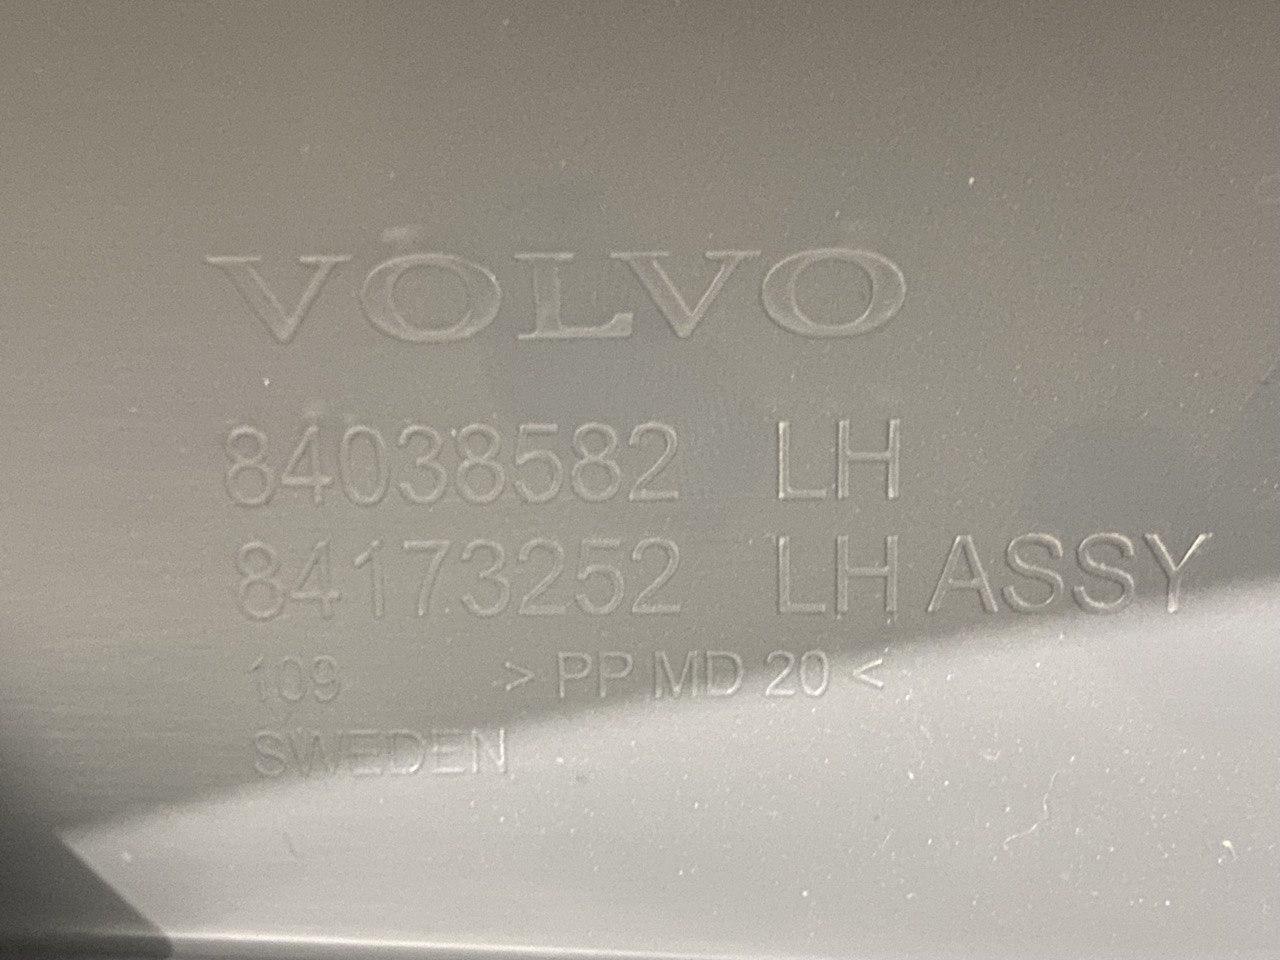 VOLVO
84038582 LH
84173252 LH ASSY
109 > PP MD 20 <
SWEDEN